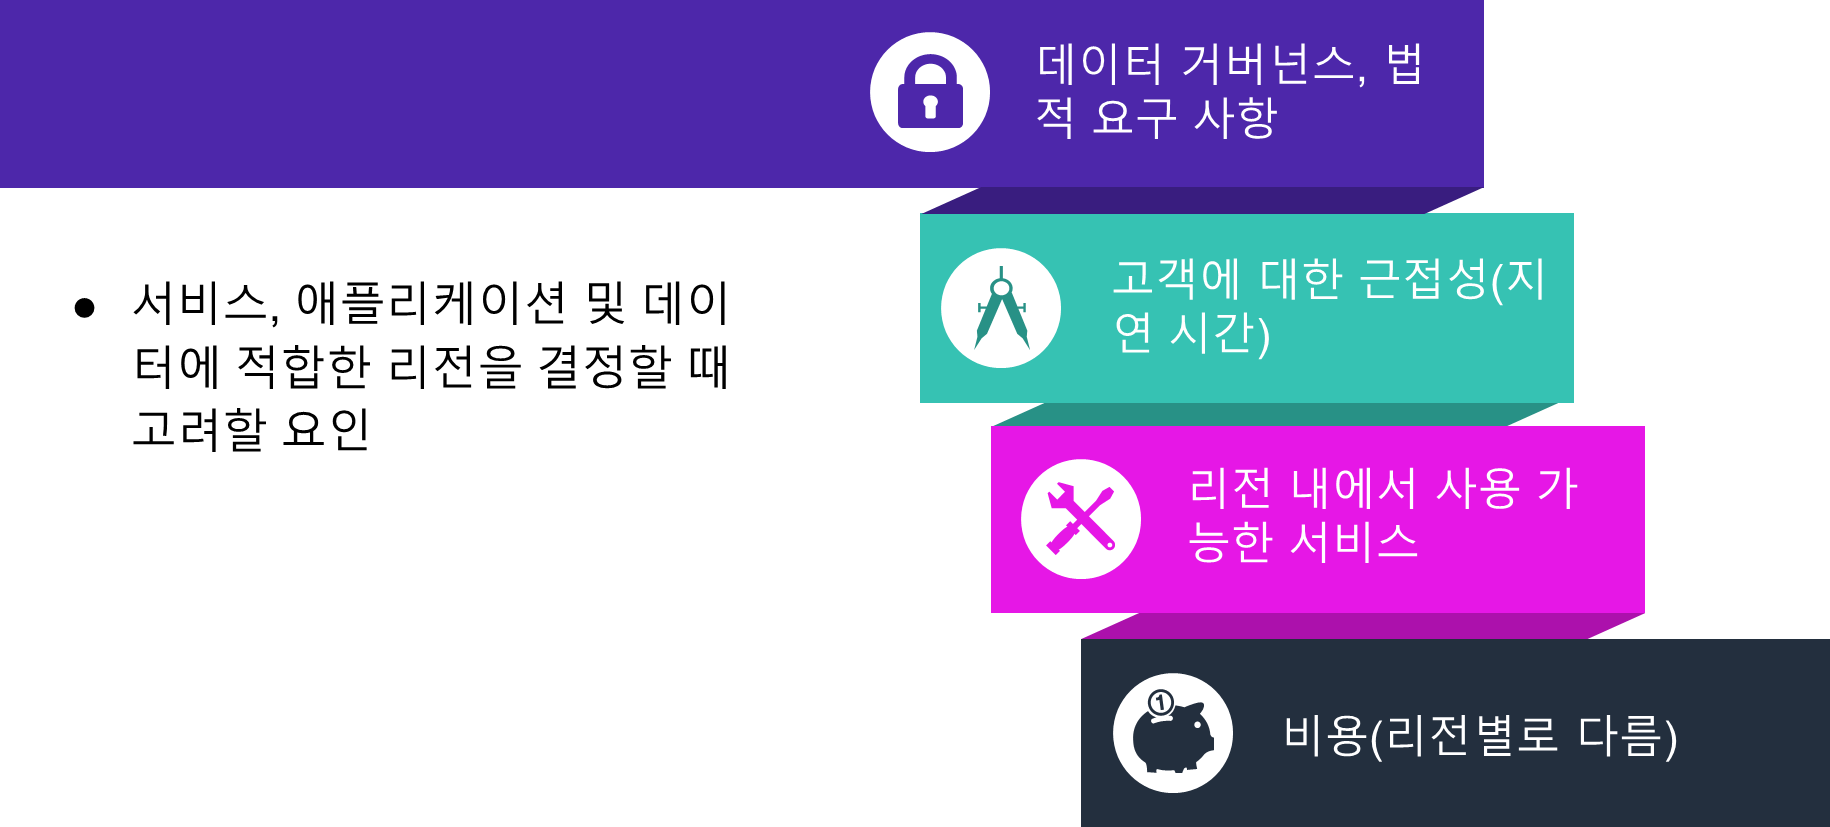 데이터 거버넌스, 법
적 요구 사항
● 서비스, 애플리케이션 및 데이
터에 적합한 리전을 결정할 때
고려할 요인
고객에 대한 근접성(지
연 시간)
리전 내에서 사용 가
능한 서비스
1
비용(리전별로 다름)